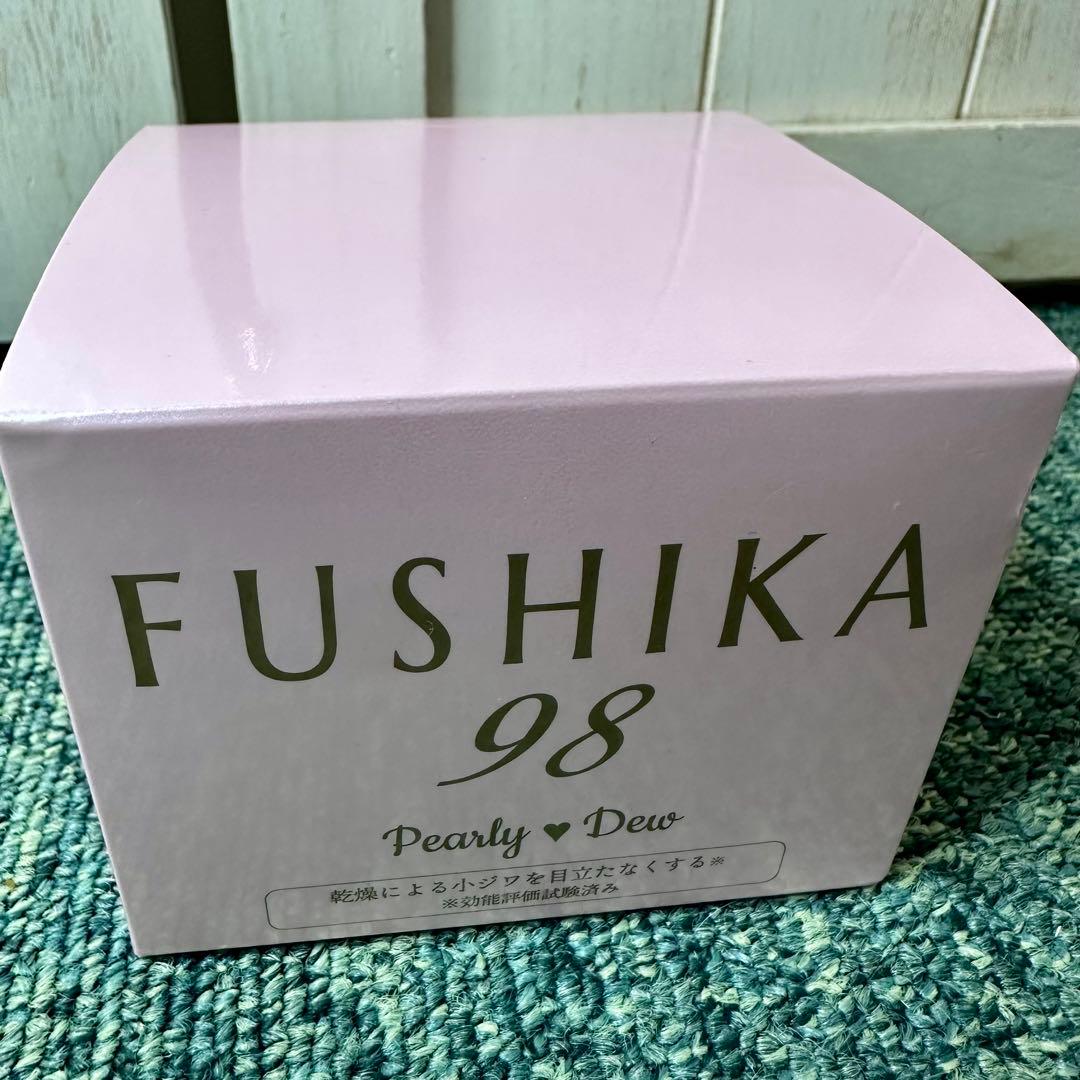 FUSHIKA
98
Pearly ♥ Dew
乾燥による小ジワを目立たなくする※
※効能評価試験済み